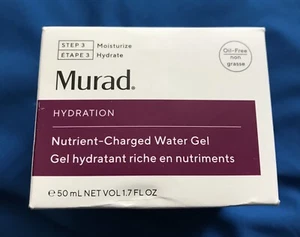 STEP 3 Moisturize
ÉTAPE 3 Hydrate
Oil-Free
non
grasse
Murad.
HYDRATION
Nutrient-Charged Water Gel
Gel hydratant riche en nutriments
℮ 50 mL NET VOL 1.7 FL OZ